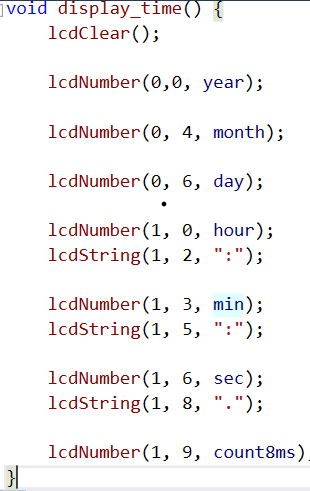 void display_time() {
lcdClear();
lcdNumber(0,0, year);
lcdNumber(0, 4, month);
lcdNumber(0, 6, day);
lcdNumber(1, 0, hour);
lcdString(1, 2, ":");
lcdNumber(1, 3, min);
lcdString(1, 5, ":");
lcdNumber(1, 6, sec);
lcdString(1, 8, ".");
lcdNumber(1, 9, count8ms);
}